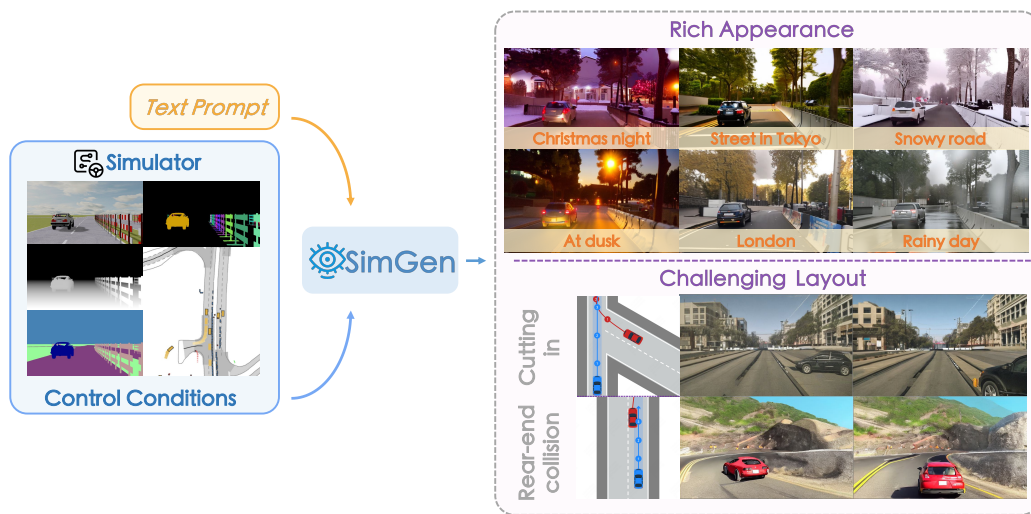 Text Prompt
Simulator
Control Conditions
SimGen
Rich Appearance
Christmas night
Street in Tokyo
Snowy road
At dusk
London
Rainy day
Challenging Layout
Cutting
in
Rear-end
collision